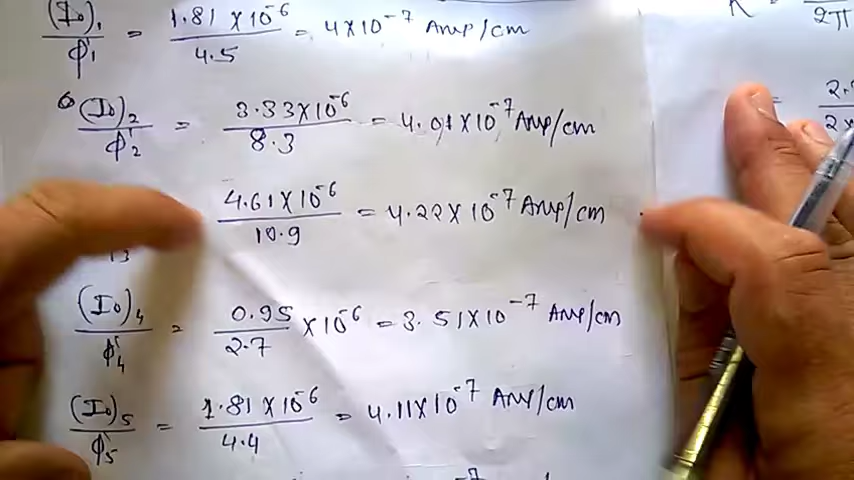 (I₀)₁/ϕ'₁ = 1.81 × 10⁻⁶/4.5 = 4×10⁻⁷ Amp/cm
(I₀)₂/ϕ'₂ = 3.33×10⁻⁶/8.3 = 4.01×10⁻⁷ Amp/cm
4.61×10⁻⁶/10.9 = 4.22×10⁻⁷ Amp/cm
(I₀)₄/ϕ'₄ = 0.95/2.7 ×10⁻⁶ = 3.51×10⁻⁷ Amp/cm
(I₀)₅/ϕ'₅ = 1.81×10⁻⁶/4.4 = 4.11×10⁻⁷ Amp/cm